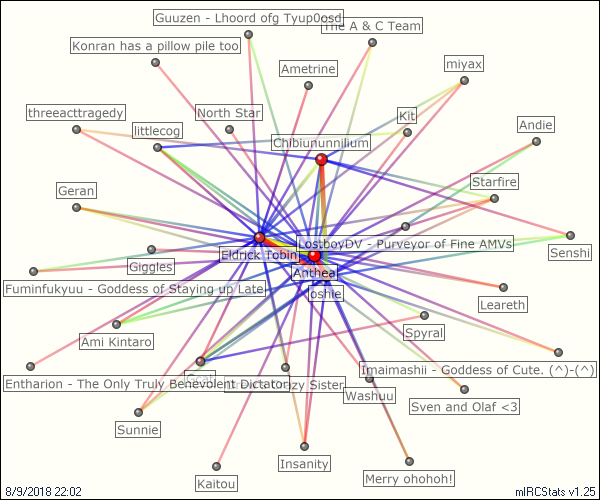 Guuzen - Lhoord ofg Tyup0osd
The A & C Team
Konran has a pillow pile too
miyax
Ametrine
threeacttragedy
North Star
Kit
littlecog
Andie
Chibiununnilium
Starfire
Geran
LostboyDV - Purveyor of Fine AMVs
Senshi
Eldrick Tobin
Giggles
Anthea
Fuminfukyuu - Goddess of Staying up Late
Joshie
Leareth
Spyral
Ami Kintaro
Imaimashii - Goddess of Cute. (^)-(^)
Entharion - The Only Truly Benevolent Dictator
Sister
Washuu
Sven and Olaf <3
Sunnie
Insanity
Kaitou
Merry ohohoh!
8/9/2018 22:02
mIRCStats v1.25